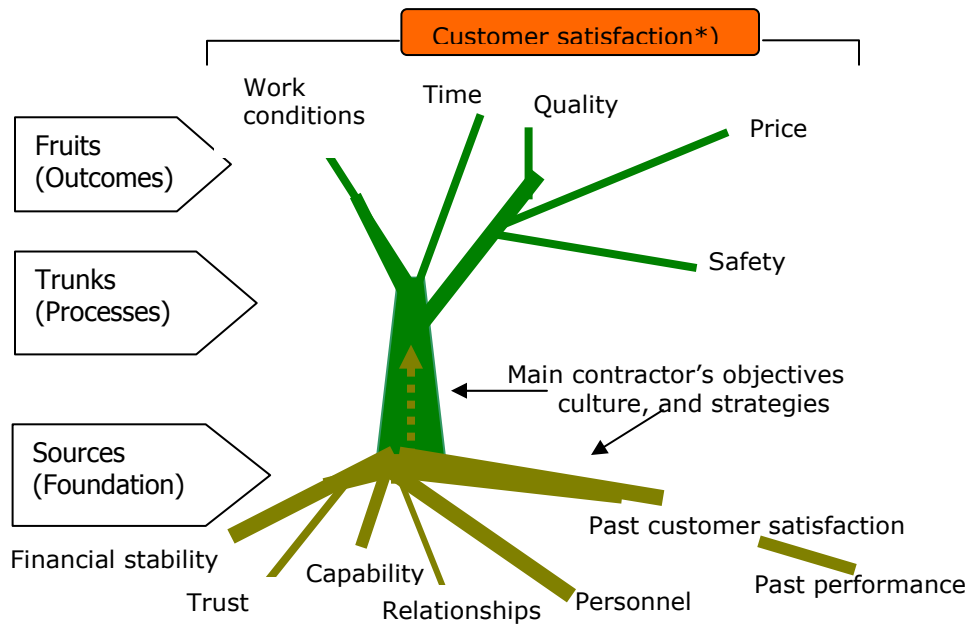 Customer satisfaction*)
Work
conditions
Time
Quality
Price
Fruits
(Outcomes)
Safety
Trunks
(Processes)
Main contractor’s objectives
culture, and strategies
Sources
(Foundation)
Past customer satisfaction
Financial stability
Capability
Past performance
Trust
Relationships
Personnel